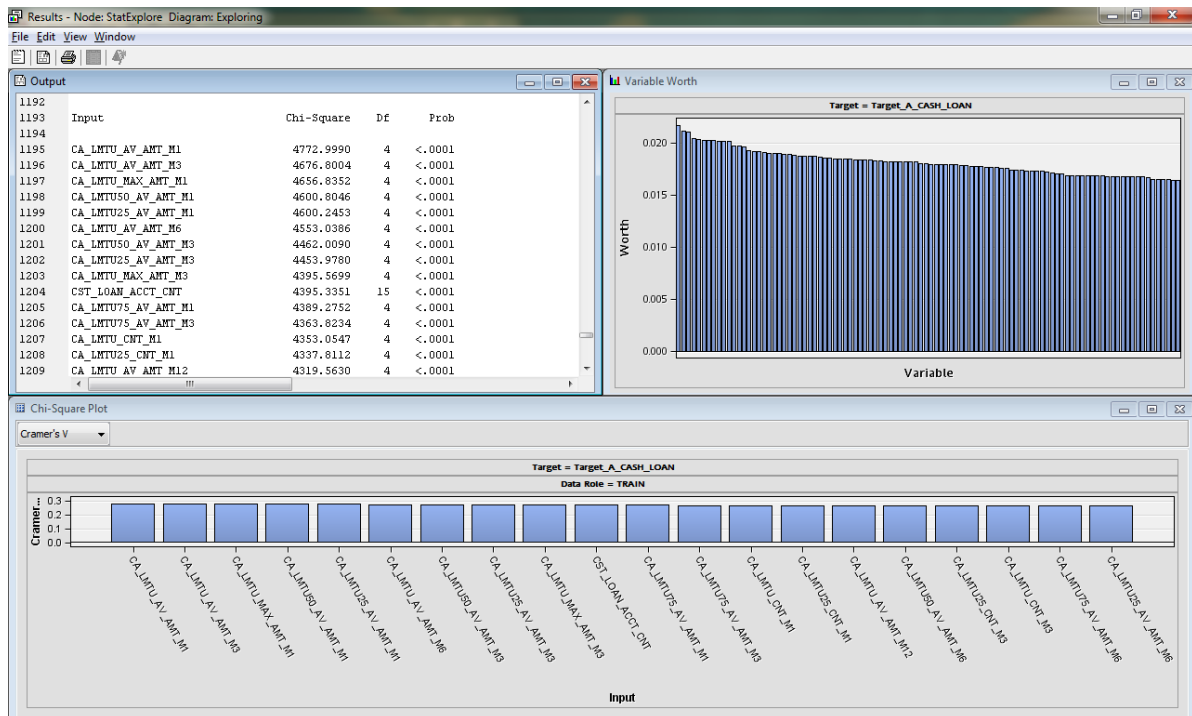 Results - Node: StatExplore Diagram: Exploring
File Edit View Window
Output
1192
1193 Input Chi-Square Df Prob
1194
1195 CA_LMTU_AV_AMT_M1 4772.9990 4 <.0001
1196 CA_LMTU_AV_AMT_M3 4676.8004 4 <.0001
1197 CA_LMTU_MAX_AMT_M1 4656.8352 4 <.0001
1198 CA_LMTU50_AV_AMT_M1 4600.8046 4 <.0001
1199 CA_LMTU25_AV_AMT_M1 4600.2453 4 <.0001
1200 CA_LMTU_AV_AMT_M6 4553.0386 4 <.0001
1201 CA_LMTU50_AV_AMT_M3 4462.0090 4 <.0001
1202 CA_LMTU25_AV_AMT_M3 4453.9780 4 <.0001
1203 CA_LMTU_MAX_AMT_M3 4395.5699 4 <.0001
1204 CST_LOAN_ACCT_CNT 4395.3351 15 <.0001
1205 CA_LMTU75_AV_AMT_M1 4389.2752 4 <.0001
1206 CA_LMTU75_AV_AMT_M3 4363.8234 4 <.0001
1207 CA_LMTU_CNT_M1 4353.0547 4 <.0001
1208 CA_LMTU25_CNT_M1 4337.8112 4 <.0001
1209 CA_LMTU_AV_AMT_M12 4319.5630 4 <.0001
Variable Worth
Target = Target_A_CASH_LOAN
0.020
0.015
0.010
0.005
0.000
Worth
Variable
Chi-Square Plot
Cramer's V
Target = Target_A_CASH_LOAN
Data Role = TRAIN
Cramer...
0.3
0.2
0.1
0.0
CA_LMTU_AV_AMT_M1
CA_LMTU_AV_AMT_M3
CA_LMTU_MAX_AMT_M1
CA_LMTU50_AV_AMT_M1
CA_LMTU25_AV_AMT_M1
CA_LMTU_AV_AMT_M6
CA_LMTU50_AV_AMT_M3
CA_LMTU25_AV_AMT_M3
CA_LMTU_MAX_AMT_M3
CST_LOAN_ACCT_CNT
CA_LMTU75_AV_AMT_M1
CA_LMTU75_AV_AMT_M3
CA_LMTU_CNT_M1
CA_LMTU25_CNT_M1
CA_LMTU_AV_AMT_M12
CA_LMTU50_AV_AMT_M6
CA_LMTU25_CNT_M3
CA_LMTU_CNT_M3
CA_LMTU75_AV_AMT_M6
CA_LMTU25_AV_AMT_M6
Input